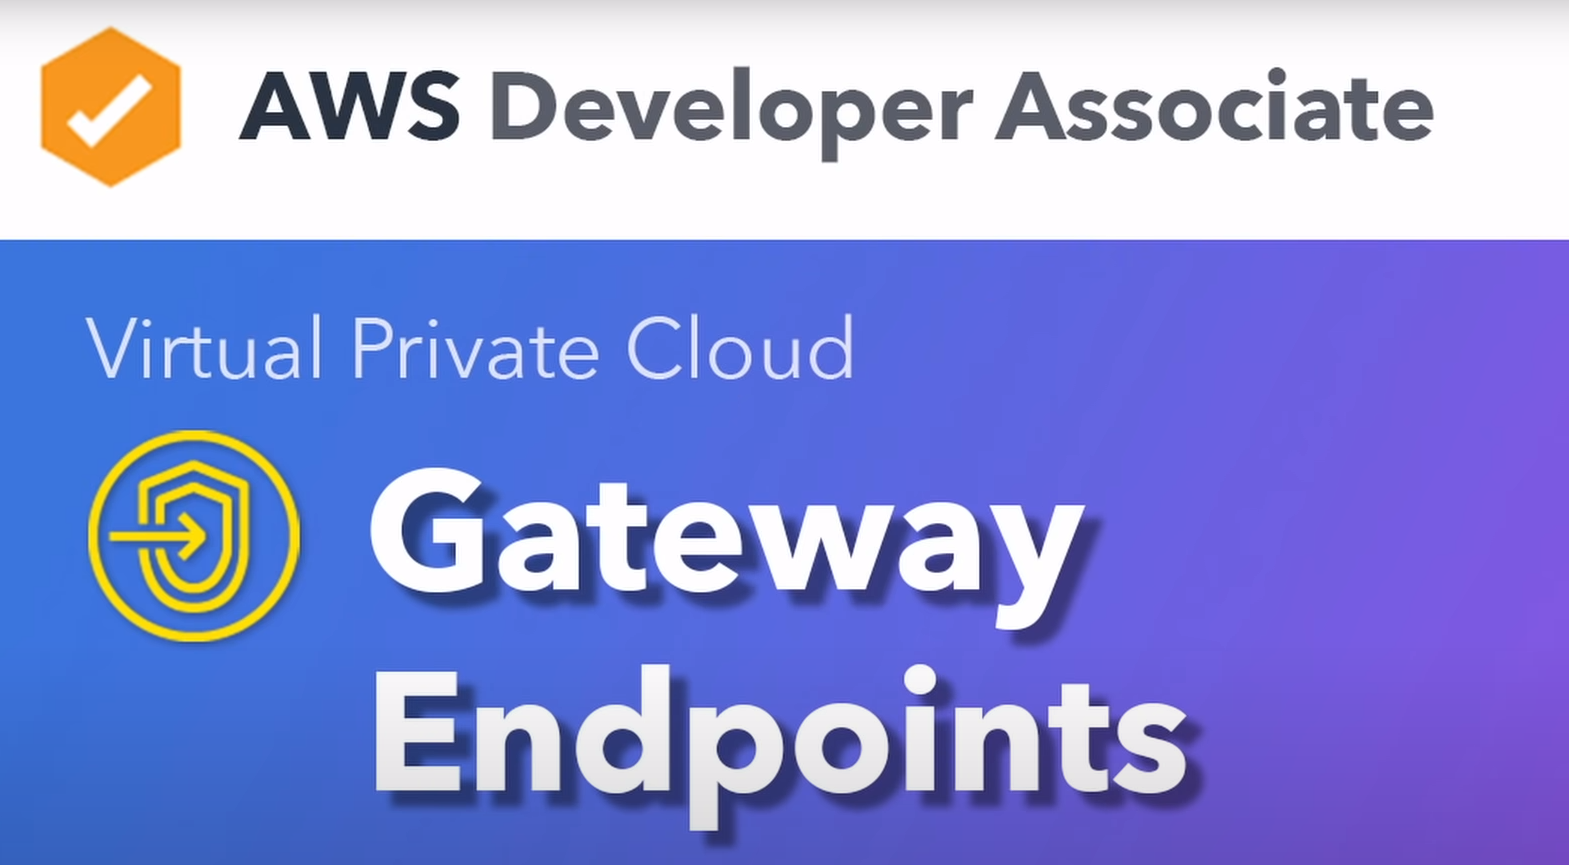 AWS Developer Associate
Virtual Private Cloud
Gateway
Endpoints